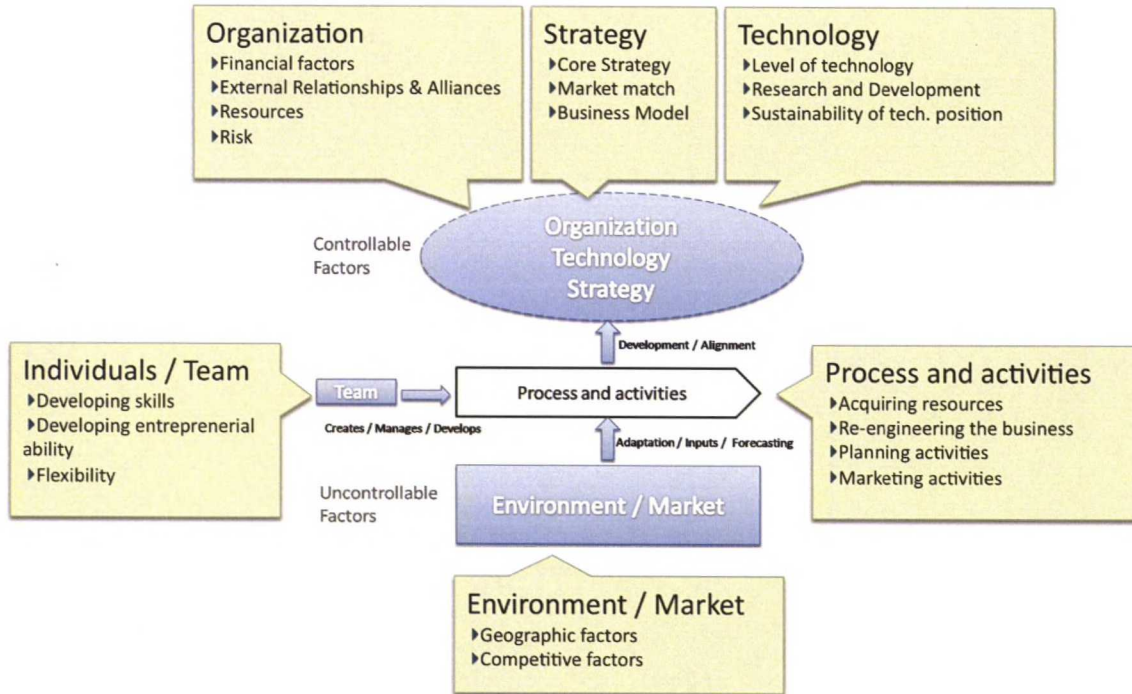 Organization
Financial factors
External Relationships & Alliances
Resources
Risk
Strategy
Core Strategy
Market match
Business Model
Technology
Level of technology
Research and Development
Sustainability of tech. position
Controllable
Factors
Organization
Technology
Strategy
Development / Alignment
Individuals / Team
Developing skills
Developing entreprenerial
ability
Flexibility
Team
Creates / Manages / Develops
Process and activities
Adaptation / Inputs / Forecasting
Process and activities
Acquiring resources
Re-engineering the business
Planning activities
Marketing activities
Uncontrollable
Factors
Environment / Market
Environment / Market
Geographic factors
Competitive factors